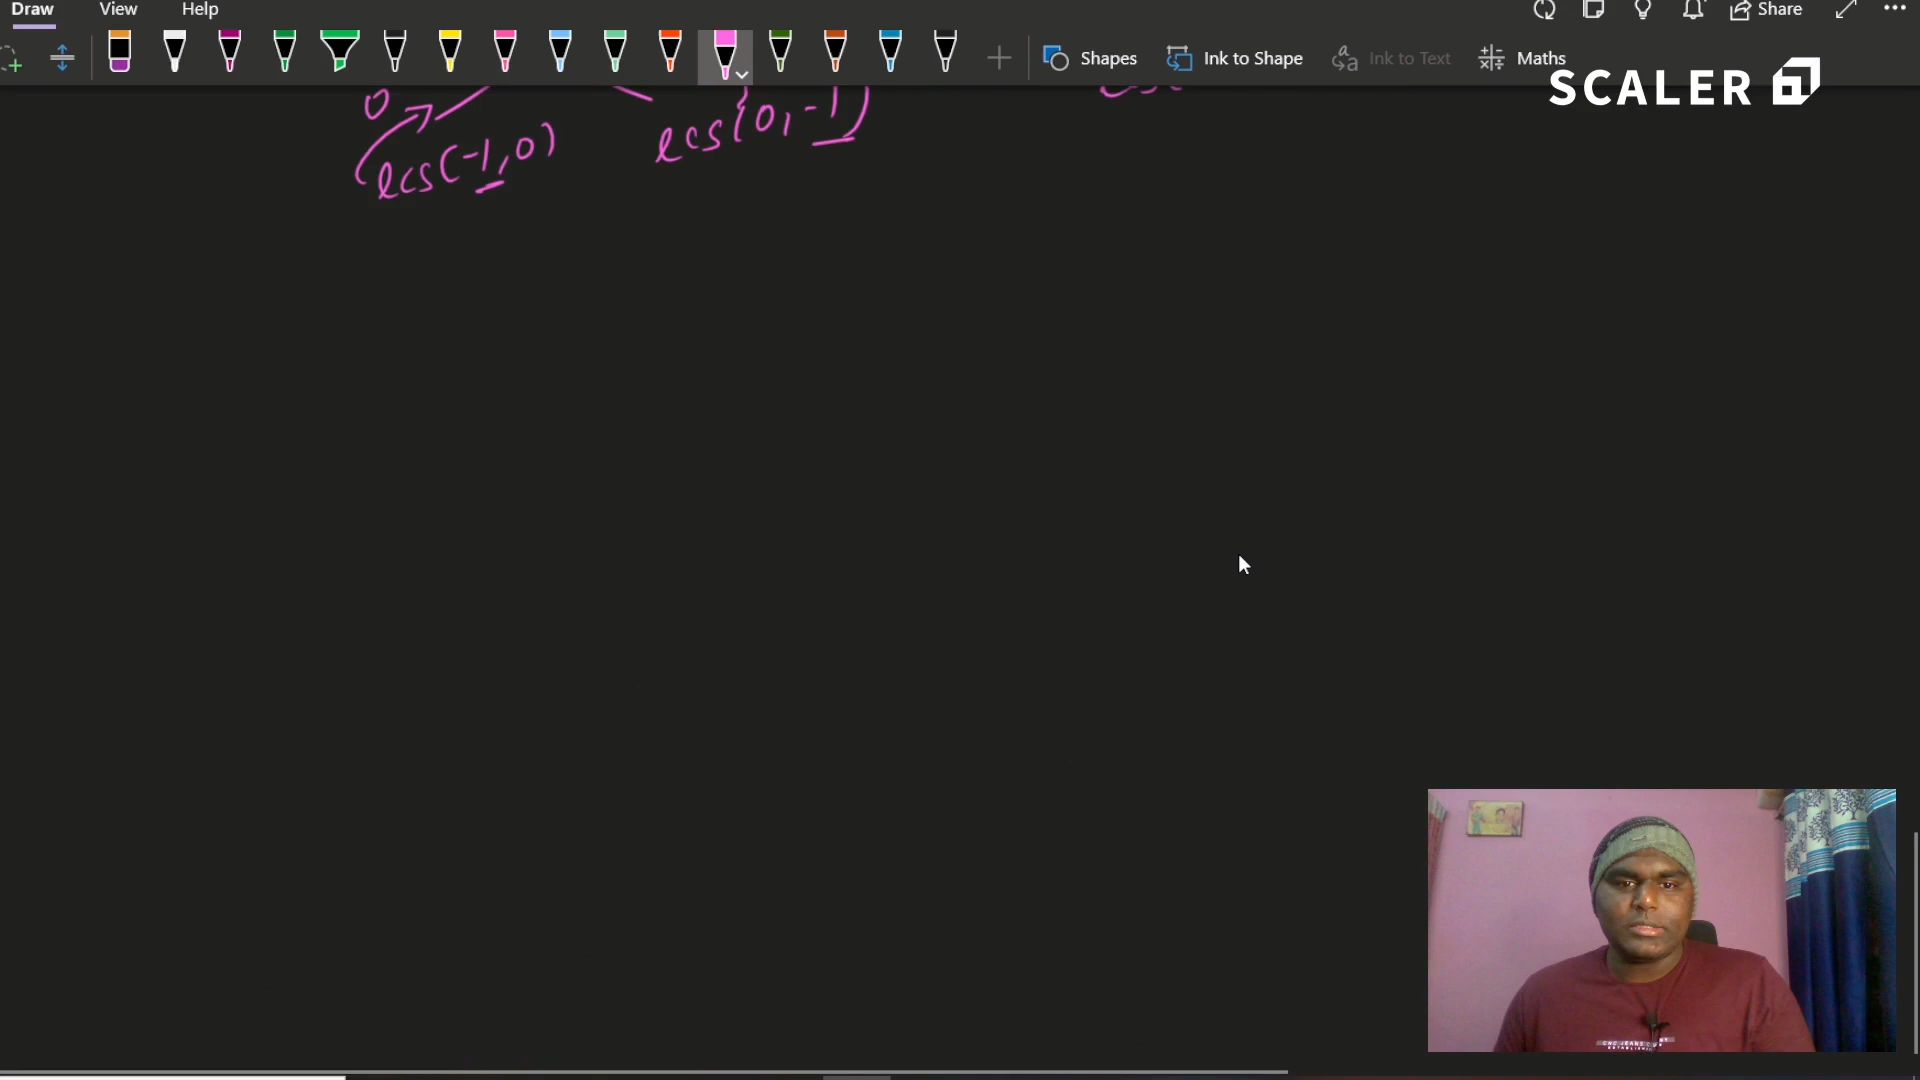 Draw View Help Share
Shapes Ink to Shape Ink to Text Maths
SCALER
0
lcs(-1,0)
lcs(0,-1)